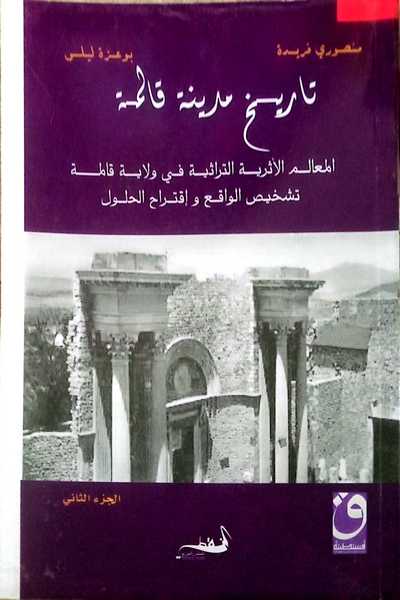 منصوري فريدة
بوعزة ليلى
تاريخ مدينة قالمة
المعالم الأثرية التراثية في ولاية قالمة
تشخيص الواقع و إقتراح الحلول
الجزء الثاني